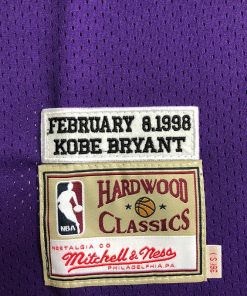 FEBRUARY 8.1998
KOBE BRYANT
HARDWOOD
CLASSICS
NBA
NOSTALGIA CO
Mitchell & Ness
PHILADELPHIA.PA